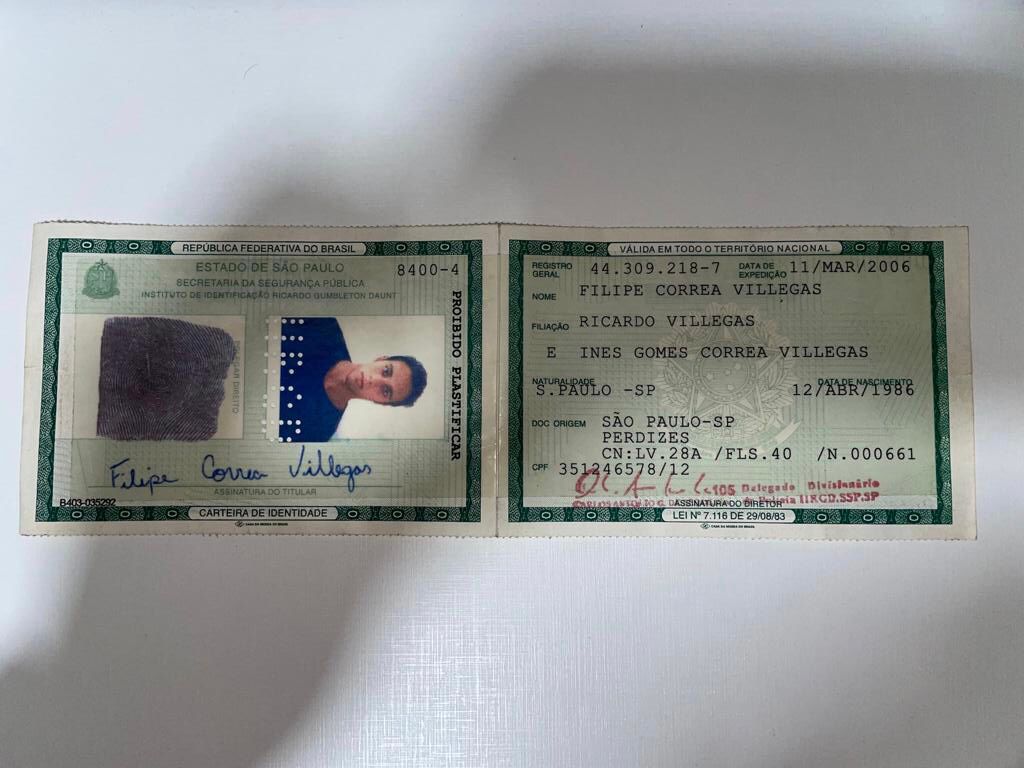 REPÚBLICA FEDERATIVA DO BRASIL
ESTADO DE SÃO PAULO
8400-4
SECRETARIA DA SEGURANÇA PÚBLICA
INSTITUTO DE IDENTIFICAÇÃO RICARDO GUMBLETON DAUNT
POLEGAR DIREITO
PROIBIDO PLASTIFICAR
Filipe Correa Villegas
ASSINATURA DO TITULAR
B403-035292
CARTEIRA DE IDENTIDADE
CASA DA MOEDA DO BRASIL
VÁLIDA EM TODO O TERRITÓRIO NACIONAL
REGISTRO GERAL 44.309.218-7 DATA DE EXPEDIÇÃO 11/MAR/2006
NOME FILIPE CORREA VILLEGAS
FILIAÇÃO RICARDO VILLEGAS
E INES GOMES CORREA VILLEGAS
NATURALIDADE DATA DE NASCIMENTO
S.PAULO -SP 12/ABR/1986
DOC ORIGEM SÃO PAULO-SP
PERDIZES
CN:LV.28A /FLS.40 /N.000661
CPF 351246578/12
105 Delegado Divisionário
de Polícia IIRGD.SSP.SP
ASSINATURA DO DIRETOR
LEI Nº 7.116 DE 29/08/83
CASA DA MOEDA DO BRASIL